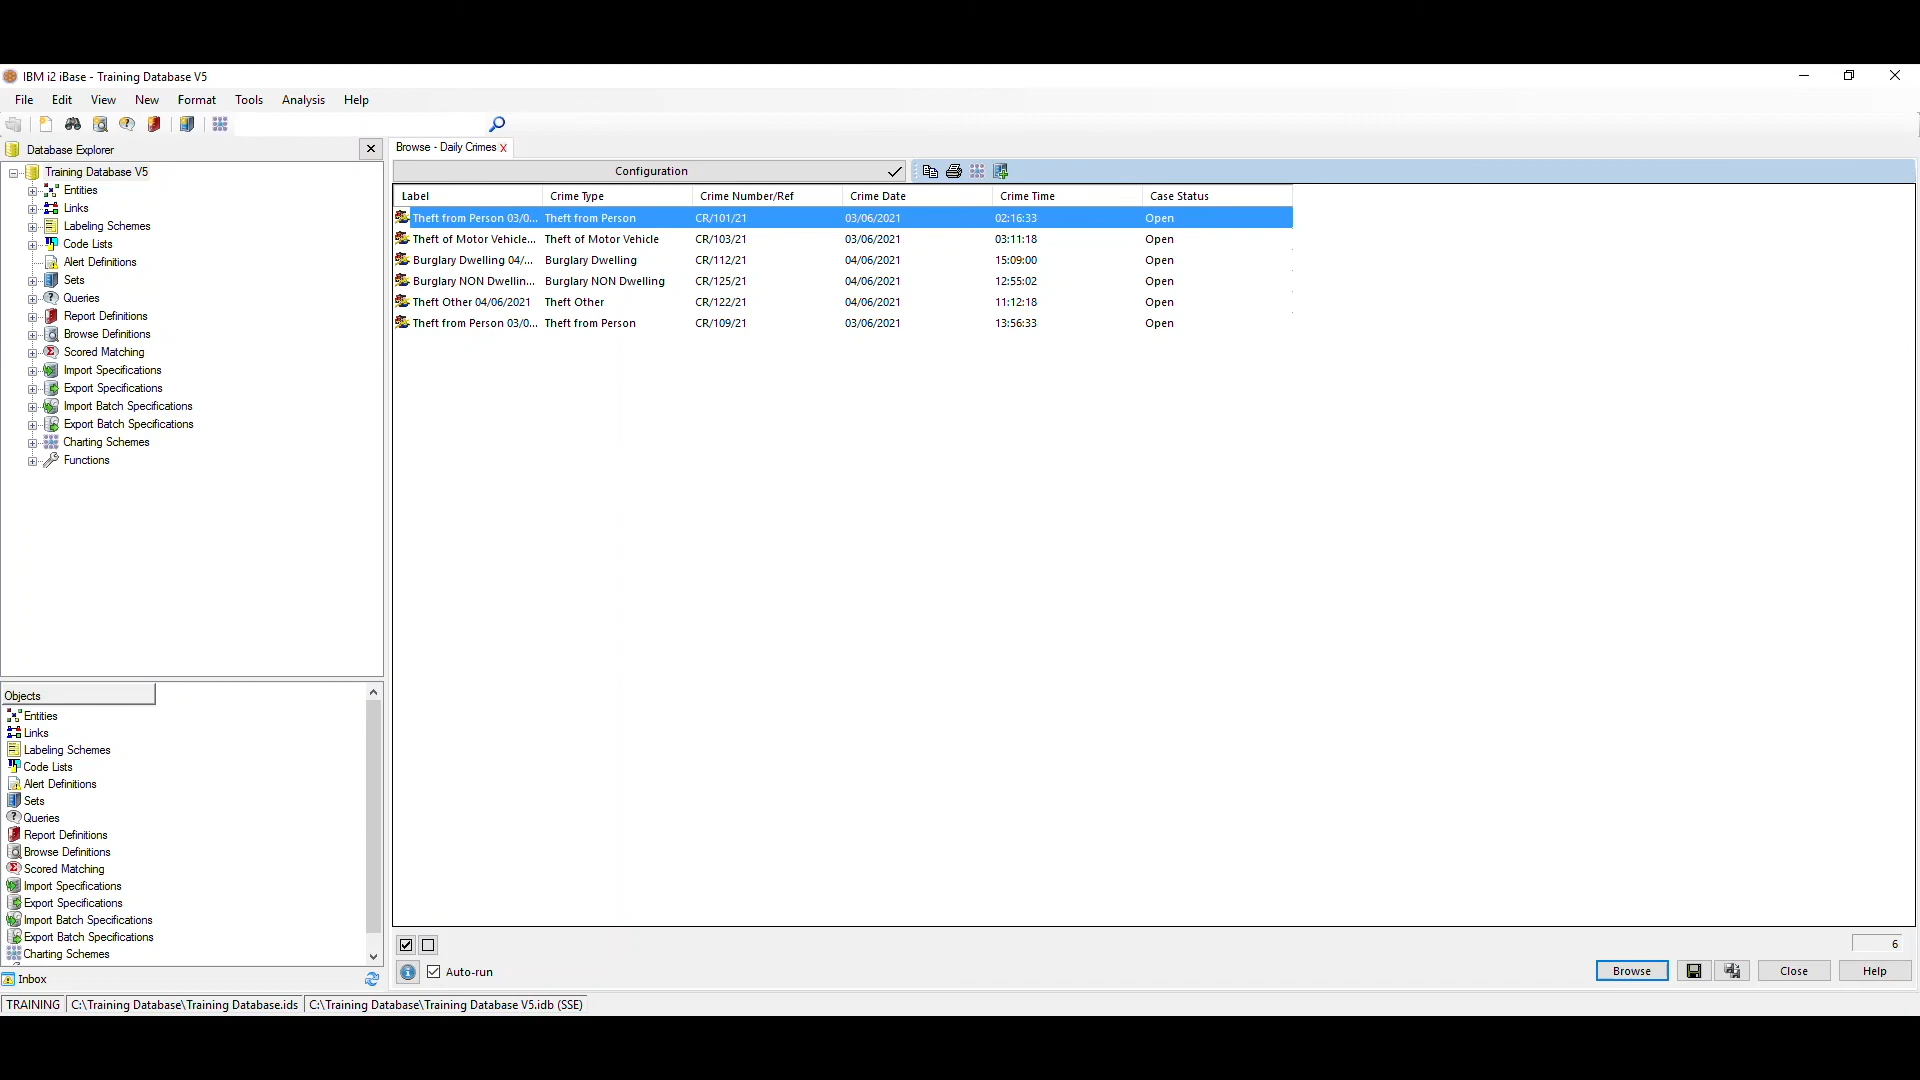 IBM i2 iBase - Training Database V5
File Edit View New Format Tools Analysis Help
Database Explorer
Training Database V5
Entities
Links
Labeling Schemes
Code Lists
Alert Definitions
Sets
Queries
Report Definitions
Browse Definitions
Scored Matching
Import Specifications
Export Specifications
Import Batch Specifications
Export Batch Specifications
Charting Schemes
Functions
Objects
Entities
Links
Labeling Schemes
Code Lists
Alert Definitions
Sets
Queries
Report Definitions
Browse Definitions
Scored Matching
Import Specifications
Export Specifications
Import Batch Specifications
Export Batch Specifications
Charting Schemes
Inbox
Browse - Daily Crimes x
Configuration
Label Crime Type Crime Number/Ref Crime Date Crime Time Case Status
Theft from Person 03/0... Theft from Person CR/101/21 03/06/2021 02:16:33 Open
Theft of Motor Vehicle... Theft of Motor Vehicle CR/103/21 03/06/2021 03:11:18 Open
Burglary Dwelling 04/... Burglary Dwelling CR/112/21 04/06/2021 15:09:00 Open
Burglary NON Dwellin... Burglary NON Dwelling CR/125/21 04/06/2021 12:55:02 Open
Theft Other 04/06/2021 Theft Other CR/122/21 04/06/2021 11:12:18 Open
Theft from Person 03/0... Theft from Person CR/109/21 03/06/2021 13:56:33 Open
6
Auto-run
Browse Close Help
TRAINING C:\Training Database\Training Database.ids C:\Training Database\Training Database V5.idb (SSE)